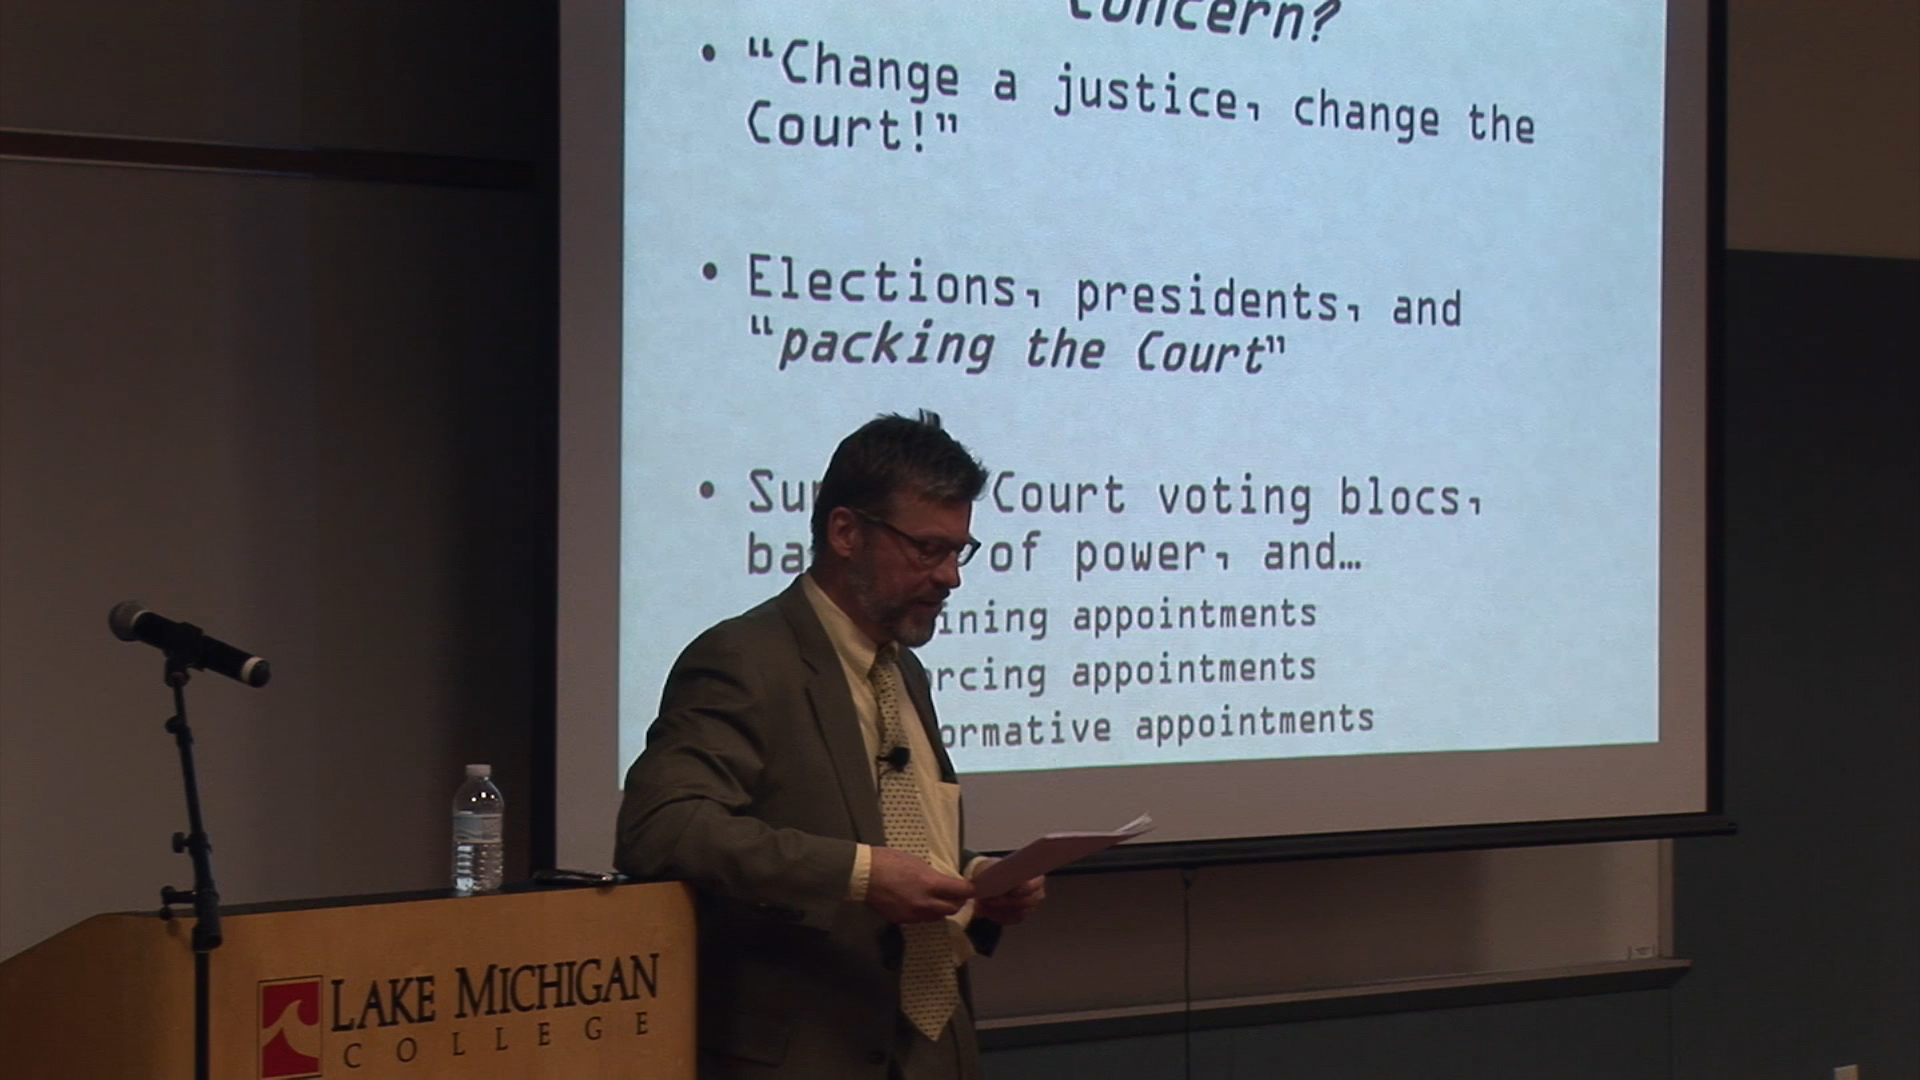 Concern?
• “Change a justice, change the
Court!”
• Elections, presidents, and
“packing the Court”
• Court voting blocs,
of power, and…
appointments
appointments
appointments
LAKE MICHIGAN
COLLEGE